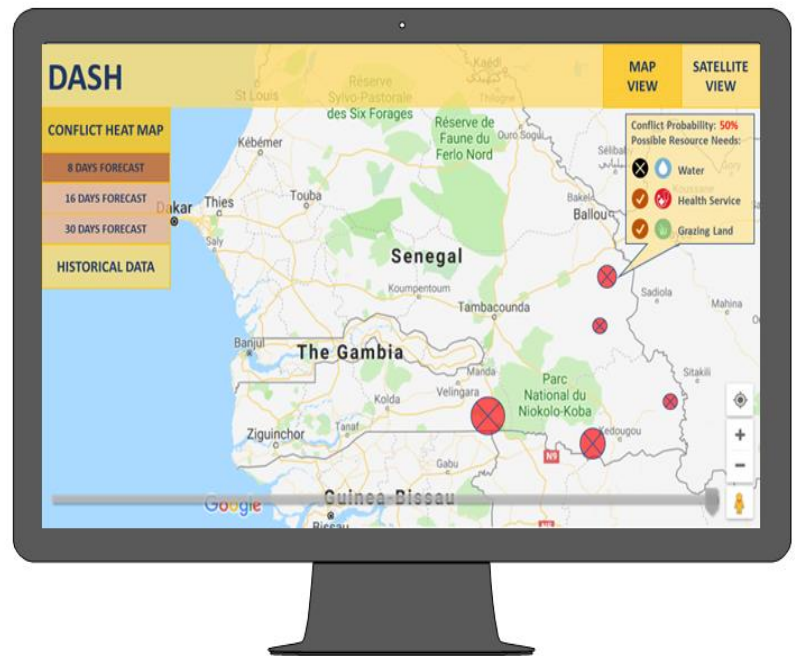 DASH
MAP
VIEW
SATELLITE
VIEW
CONFLICT HEAT MAP
8 DAYS FORECAST
16 DAYS FORECAST
30 DAYS FORECAST
HISTORICAL DATA
Conflict Probability: 50%
Possible Resource Needs:
Water
Health Service
Grazing Land
Kaédi
St Louis
Réserve
Sylvo-Pastorale
des Six Forages
Thilogne
Réserve de
Faune du
Ferlo Nord
Ouro Sogui
Kébémer
Dakar
Thies
Touba
Saly
Bakel
Ballou
Senegal
Koumpentoum
Tambacounda
Sadiola
Mahina
Banjul
The Gambia
Manda
Velingara
Kolda
Parc
National du
Niokolo-Koba
Sitakili
Ziguinchor
Tanaf
Kedougou
Gabu
N9
Google
Guinea-Bissau
Bissau